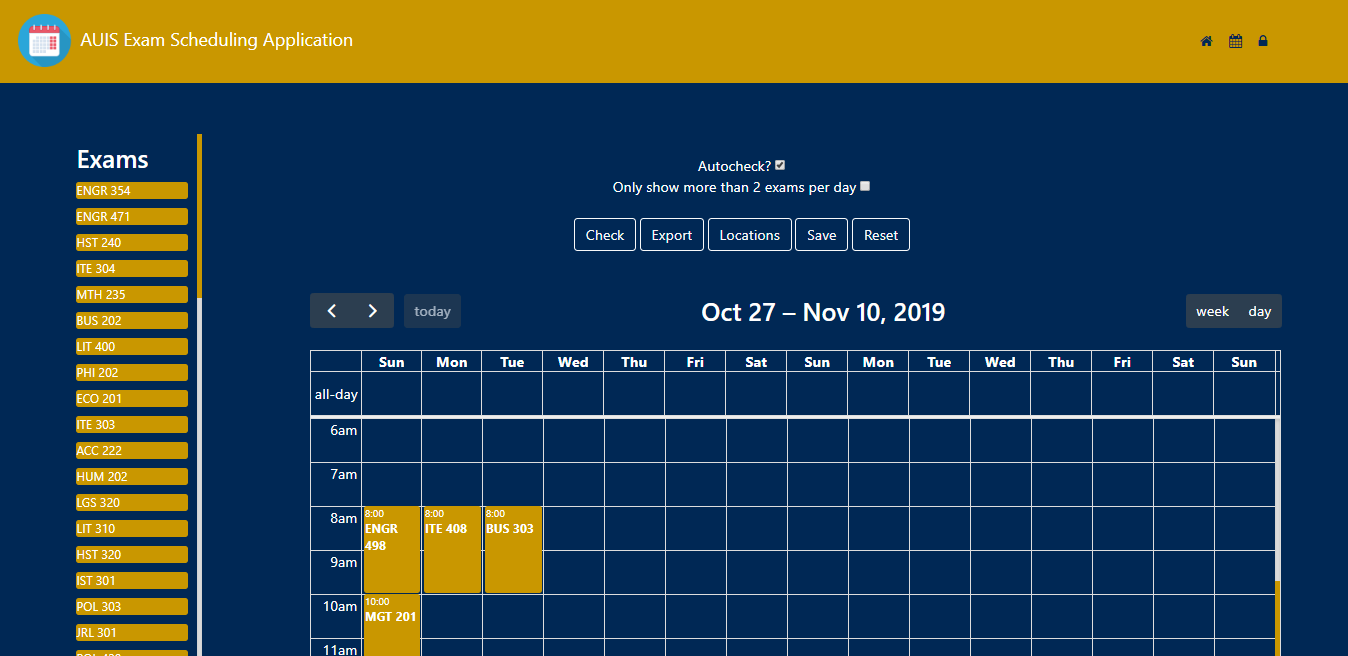 AUIS Exam Scheduling Application
Exams
ENGR 354
ENGR 471
HST 240
ITE 304
MTH 235
BUS 202
LIT 400
PHI 202
ECO 201
ITE 303
ACC 222
HUM 202
LGS 320
LIT 310
HST 320
IST 301
POL 303
JRL 301
Autocheck?
Only show more than 2 exams per day
Check Export Locations Save Reset
today Oct 27 – Nov 10, 2019 week day
Sun Mon Tue Wed Thu Fri Sat Sun Mon Tue Wed Thu Fri Sat Sun
all-day
6am
7am
8am
8:00 8:00 8:00
ENGR 498 ITE 408 BUS 303
9am
10am
10:00
MGT 201
11am